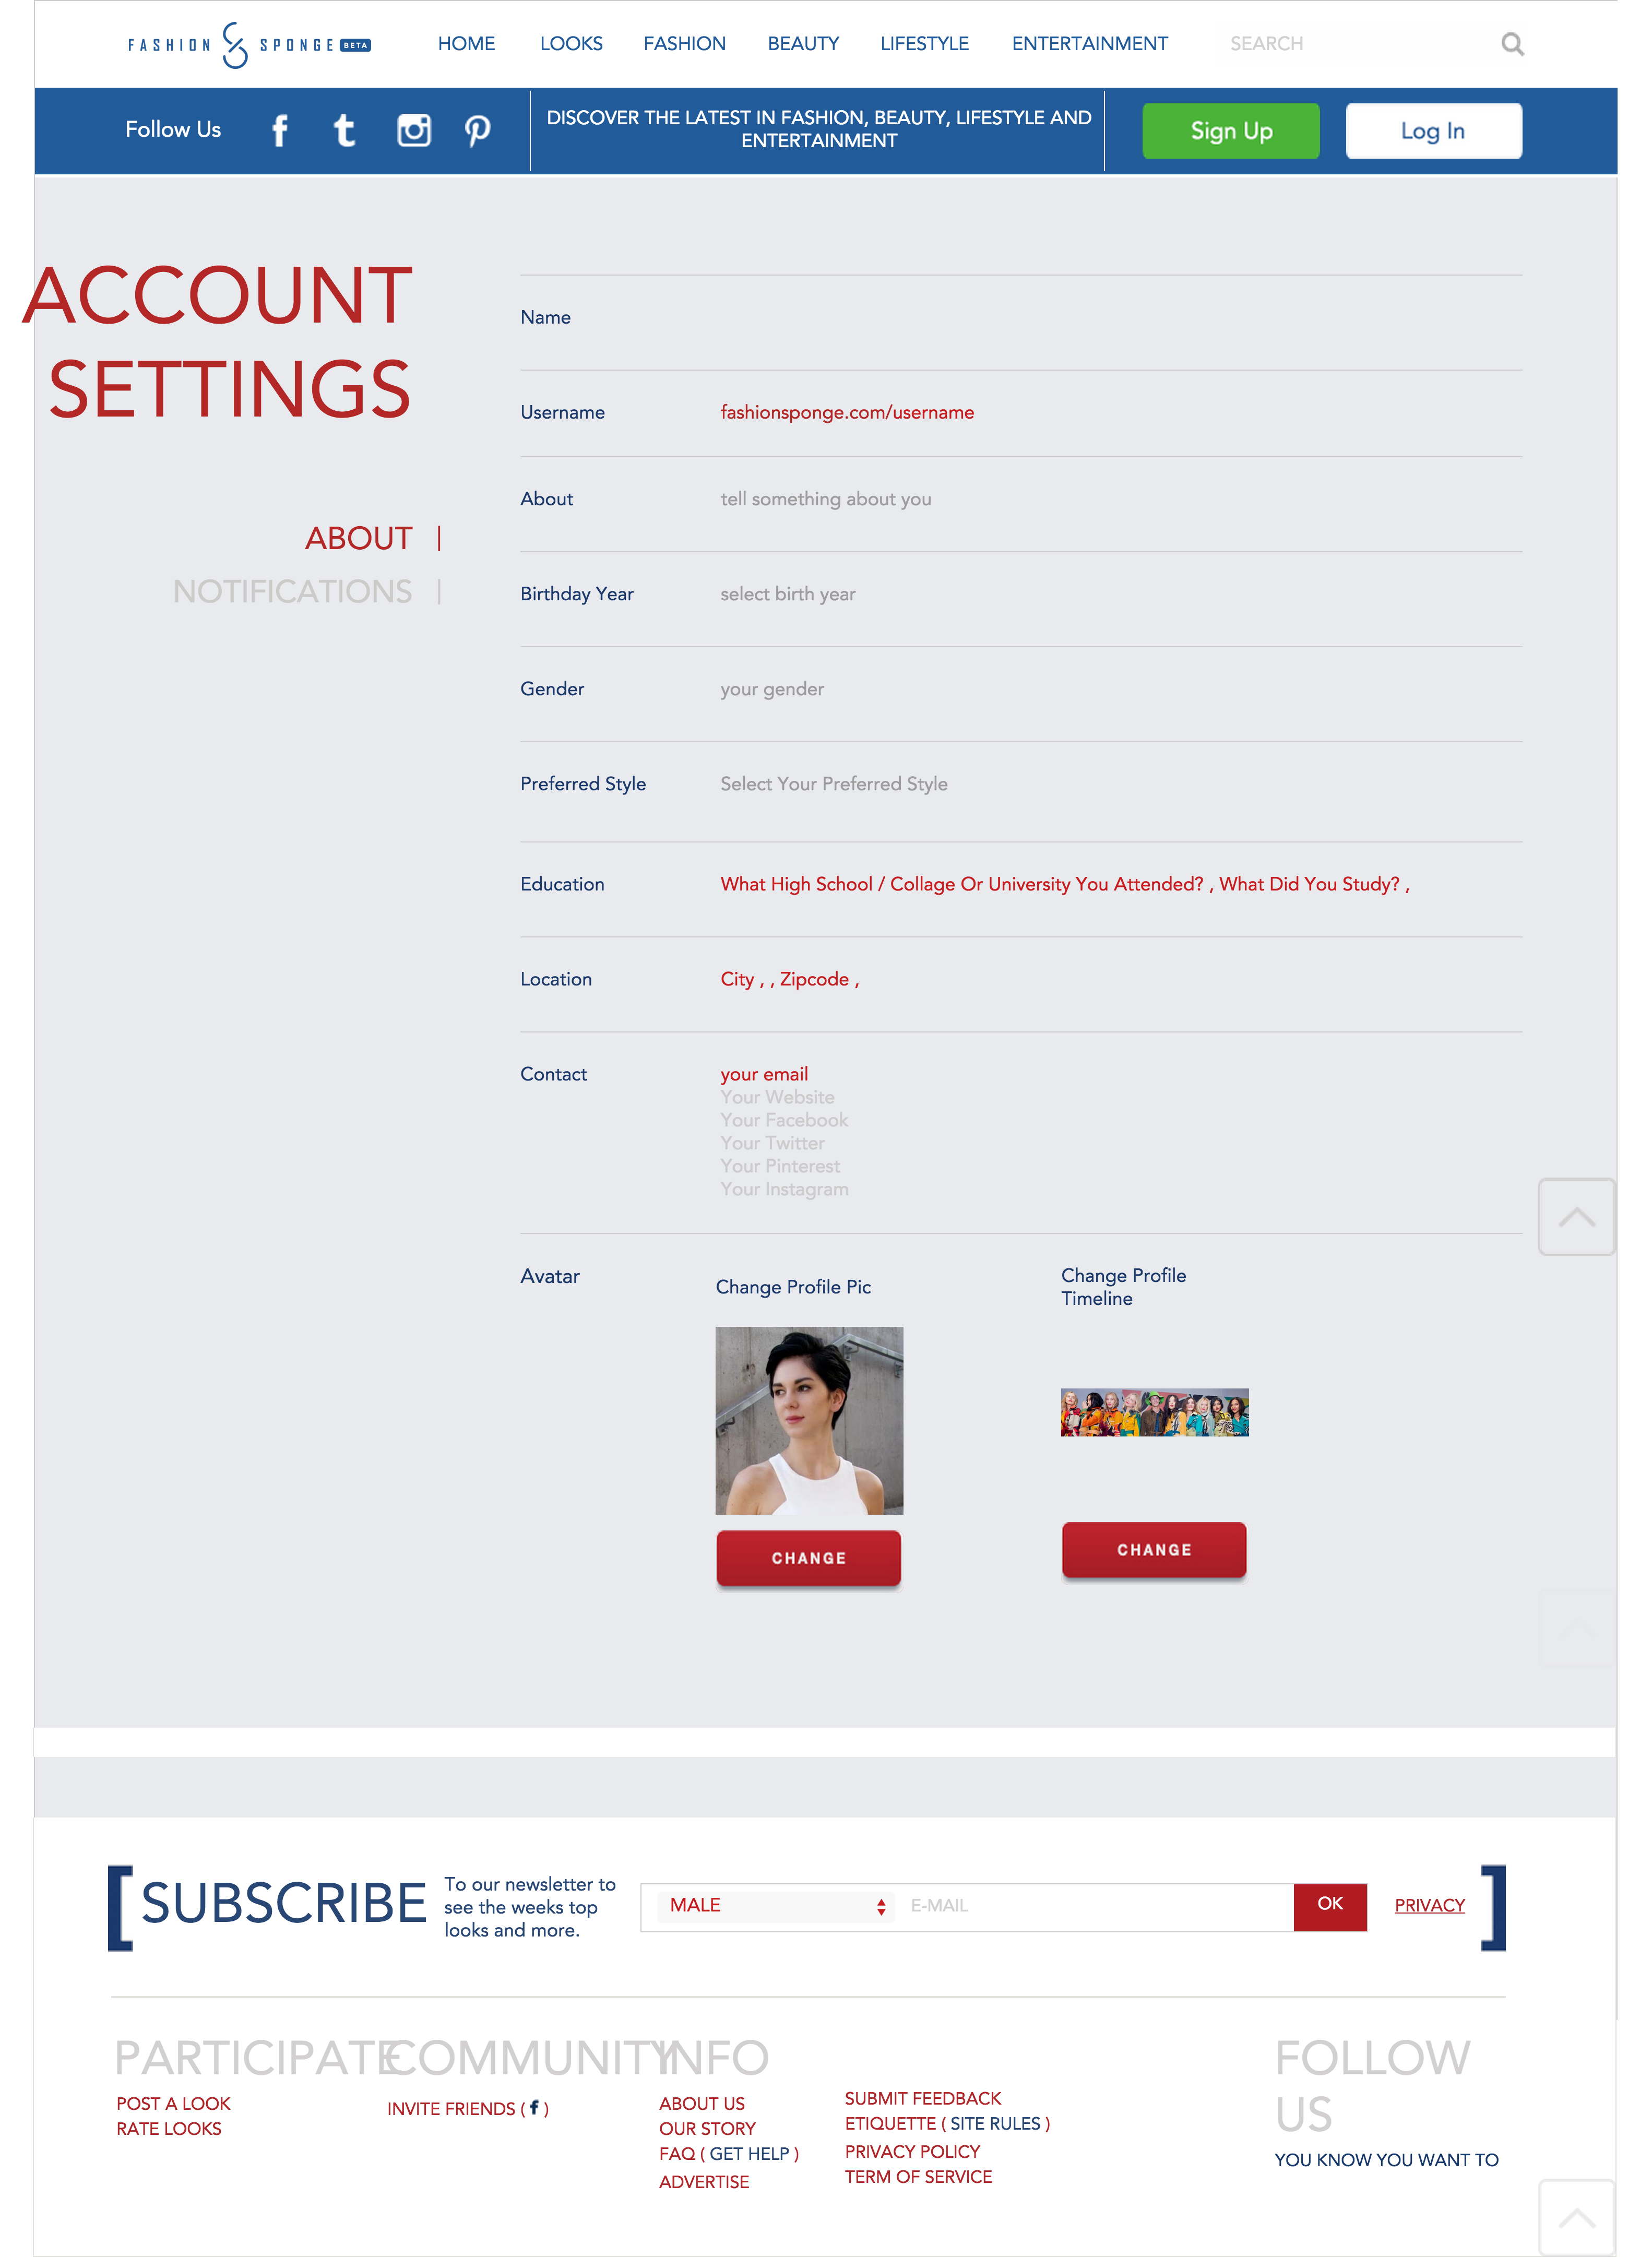 FASHION SPONGE BETA
HOME LOOKS FASHION BEAUTY LIFESTYLE ENTERTAINMENT SEARCH
Follow Us
DISCOVER THE LATEST IN FASHION, BEAUTY, LIFESTYLE AND
ENTERTAINMENT
Sign Up
Log In
ACCOUNT
SETTINGS
ABOUT |
NOTIFICATIONS |
Name
Username fashionsponge.com/username
About tell something about you
Birthday Year select birth year
Gender your gender
Preferred Style Select Your Preferred Style
Education What High School / Collage Or University You Attended? , What Did You Study? ,
Location City , , Zipcode ,
Contact your email
Your Website
Your Facebook
Your Twitter
Your Pinterest
Your Instagram
Avatar
Change Profile Pic
CHANGE
Change Profile
Timeline
CHANGE
[ SUBSCRIBE
To our newsletter to
see the weeks top
looks and more.
MALE
E-MAIL
OK
PRIVACY ]
PARTICIPATE
POST A LOOK
RATE LOOKS
COMMUNITY
INVITE FRIENDS ( f )
INFO
ABOUT US
OUR STORY
FAQ ( GET HELP )
ADVERTISE
SUBMIT FEEDBACK
ETIQUETTE ( SITE RULES )
PRIVACY POLICY
TERM OF SERVICE
FOLLOW
US
YOU KNOW YOU WANT TO